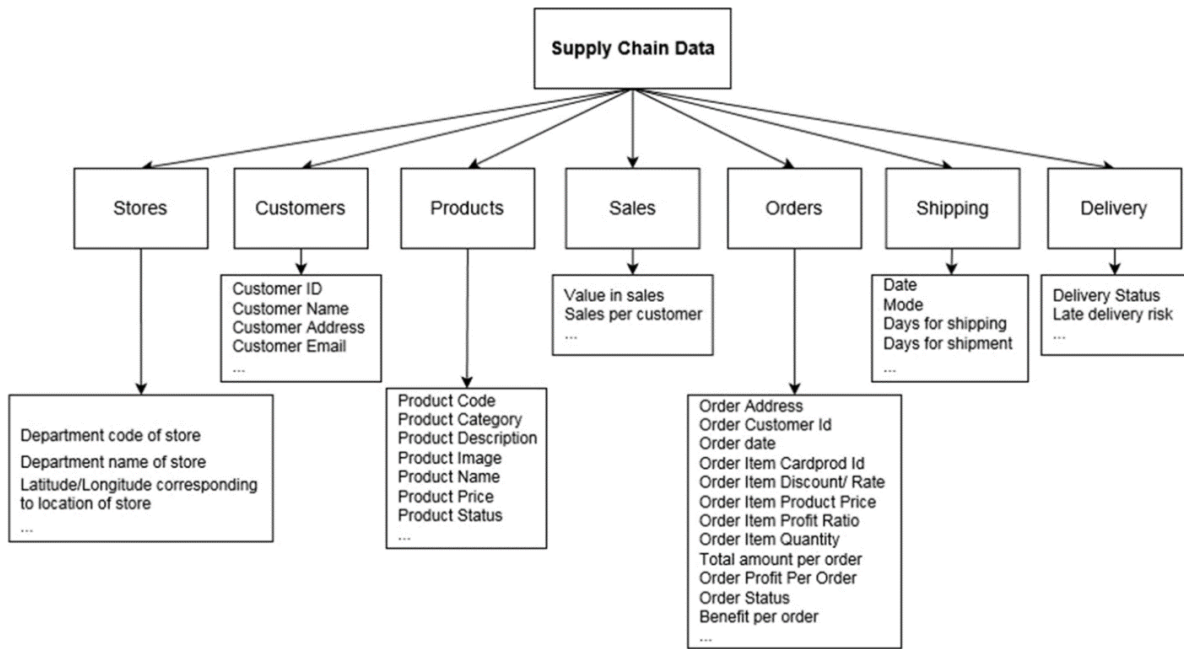 Supply Chain Data
Stores
Customers
Products
Sales
Orders
Shipping
Delivery
Customer ID
Customer Name
Customer Address
Customer Email
...
Value in sales
Sales per customer
...
Date
Mode
Days for shipping
Days for shipment
...
Delivery Status
Late delivery risk
...
Department code of store
Department name of store
Latitude/Longitude corresponding
to location of store
...
Product Code
Product Category
Product Description
Product Image
Product Name
Product Price
Product Status
...
Order Address
Order Customer Id
Order date
Order Item Cardprod Id
Order Item Discount/ Rate
Order Item Product Price
Order Item Profit Ratio
Order Item Quantity
Total amount per order
Order Profit Per Order
Order Status
Benefit per order
...